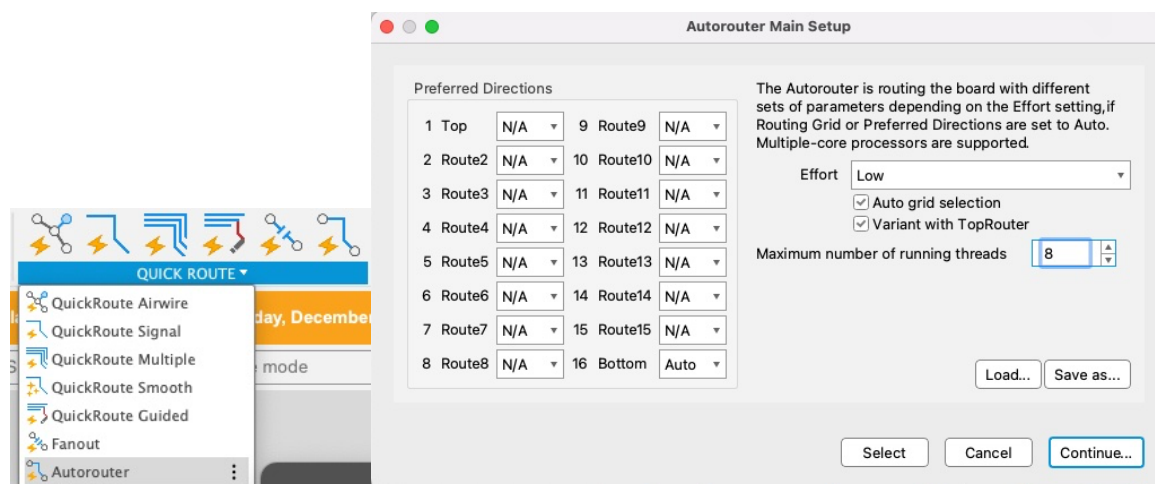 QUICK ROUTE
QuickRoute Airwire
QuickRoute Signal
day, December
QuickRoute Multiple
mode
QuickRoute Smooth
QuickRoute Guided
Fanout
Autorouter
Autorouter Main Setup
Preferred Directions
1 Top N/A 9 Route9 N/A
2 Route2 N/A 10 Route10 N/A
3 Route3 N/A 11 Route11 N/A
4 Route4 N/A 12 Route12 N/A
5 Route5 N/A 13 Route13 N/A
6 Route6 N/A 14 Route14 N/A
7 Route7 N/A 15 Route15 N/A
8 Route8 N/A 16 Bottom Auto
The Autorouter is routing the board with different
sets of parameters depending on the Effort setting,if
Routing Grid or Preferred Directions are set to Auto.
Multiple-core processors are supported.
Effort Low
Auto grid selection
Variant with TopRouter
Maximum number of running threads 8
Load... Save as...
Select Cancel Continue...